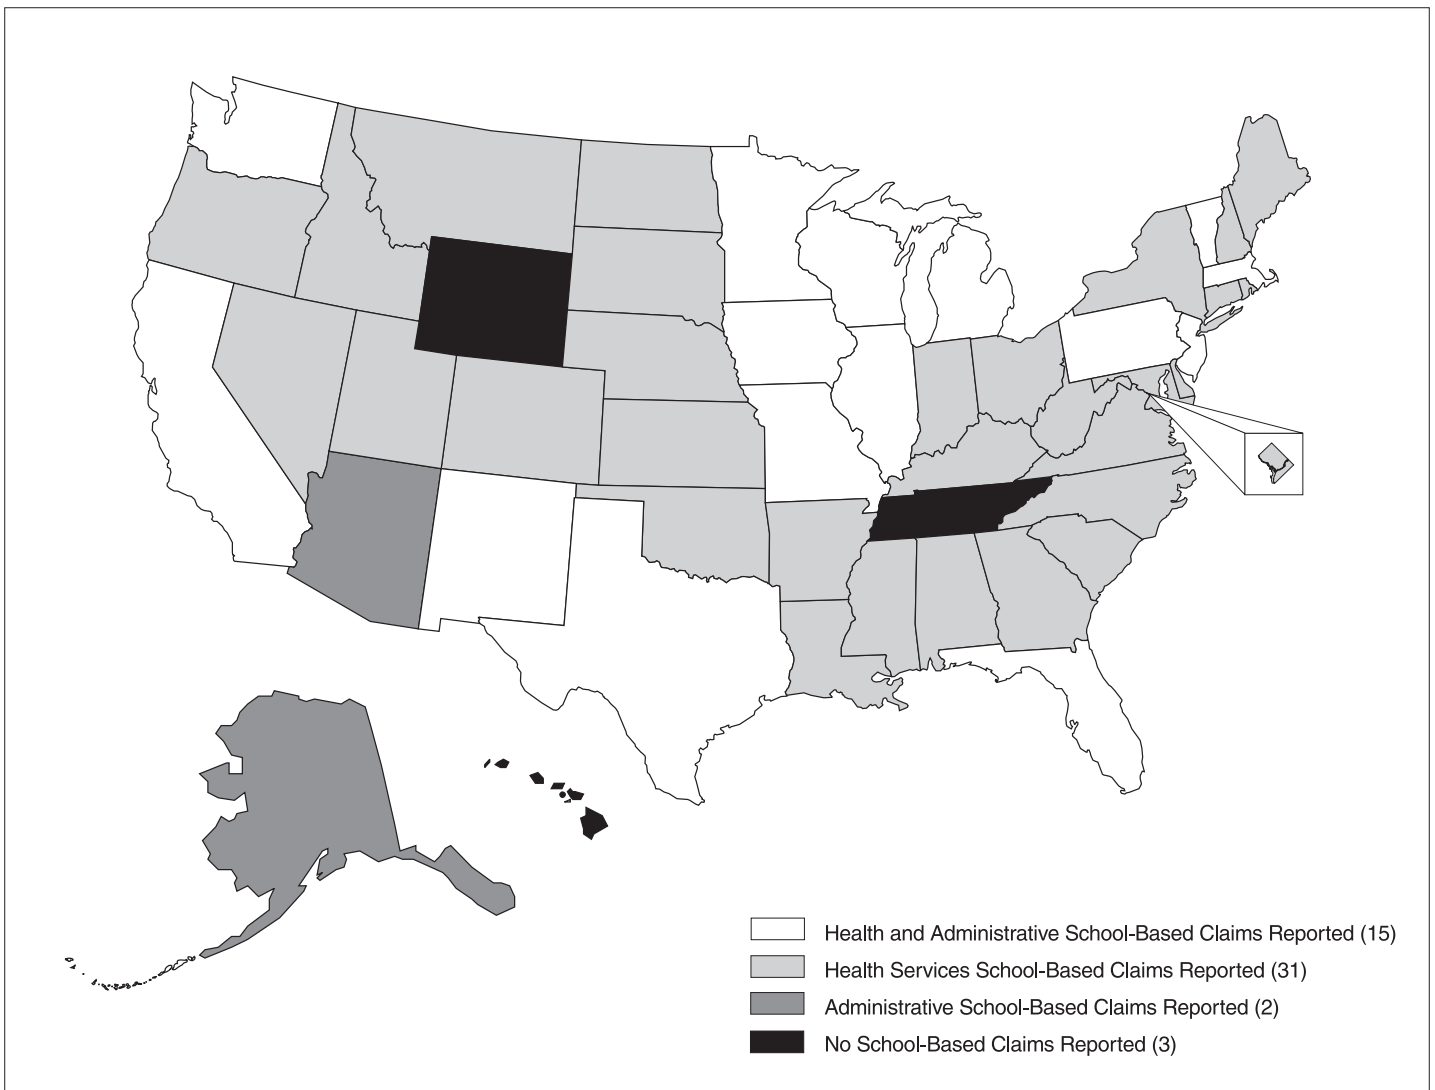 Health and Administrative School-Based Claims Reported (15)
Health Services School-Based Claims Reported (31)
Administrative School-Based Claims Reported (2)
No School-Based Claims Reported (3)